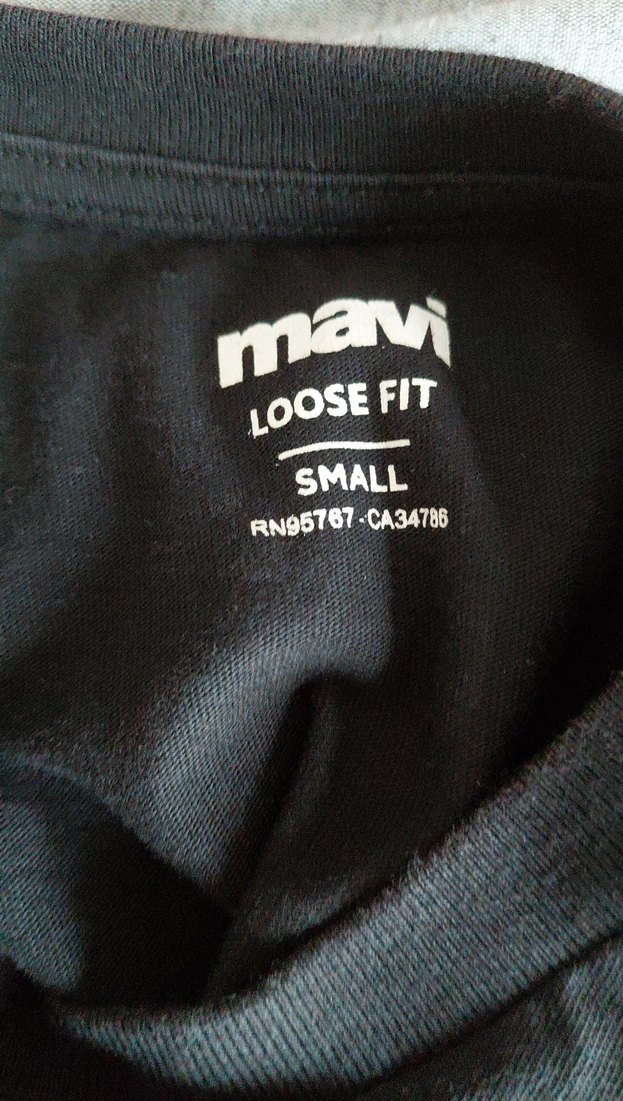 mavi
LOOSE FIT
SMALL
RN95767-CA34786